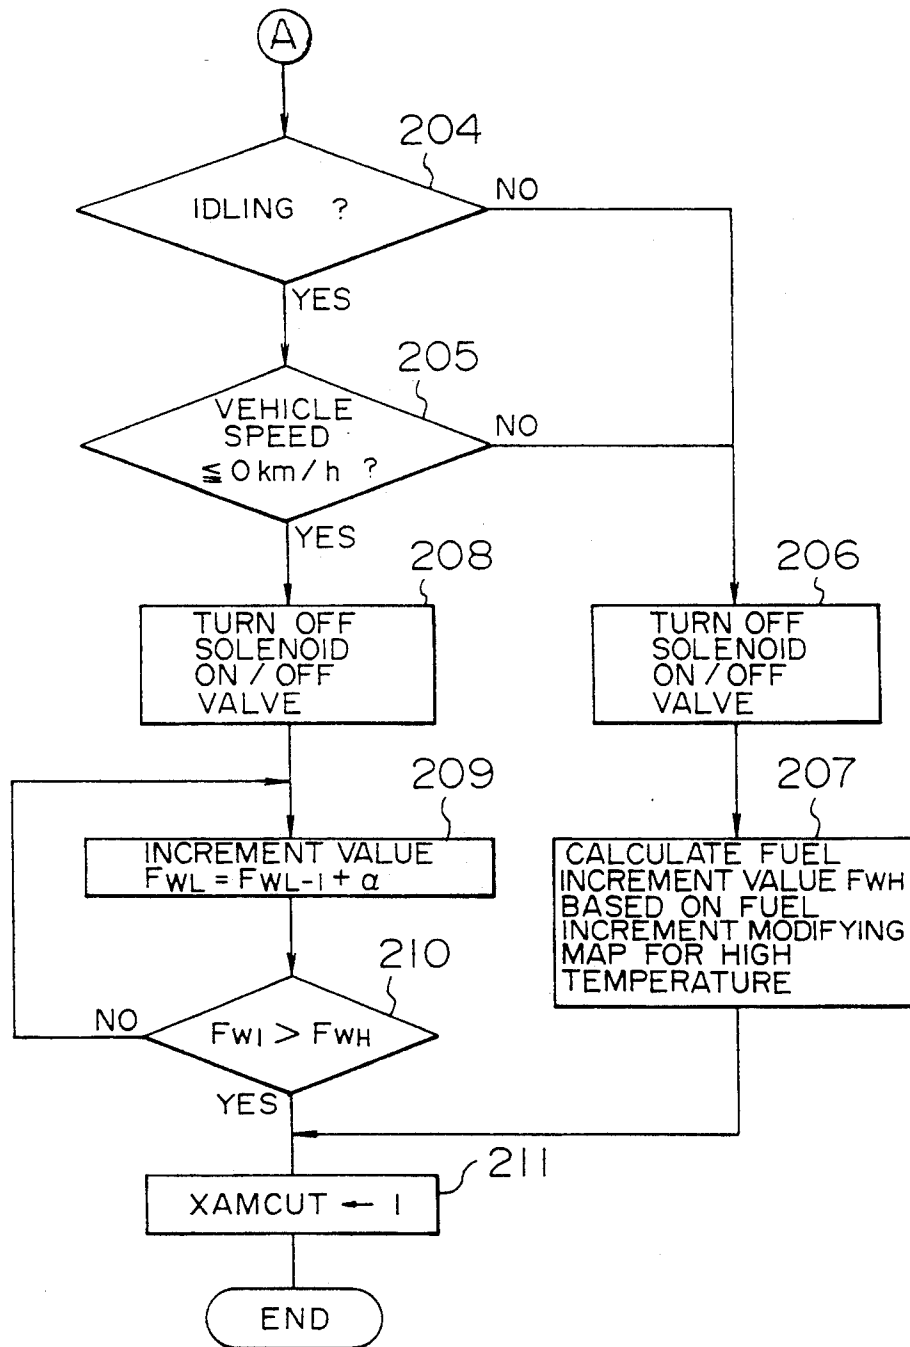 A
204
IDLING ?
NO
YES
205
VEHICLE
SPEED
≦ 0 km/h ?
NO
YES
208
TURN OFF
SOLENOID
ON/OFF
VALVE
206
TURN OFF
SOLENOID
ON/OFF
VALVE
209
INCREMENT VALUE
FWL = FWL-1 + α
207
CALCULATE FUEL
INCREMENT VALUE FWH
BASED ON FUEL
INCREMENT MODIFYING
MAP FOR HIGH
TEMPERATURE
210
FWI > FWH
NO
YES
211
XAMCUT ← 1
END